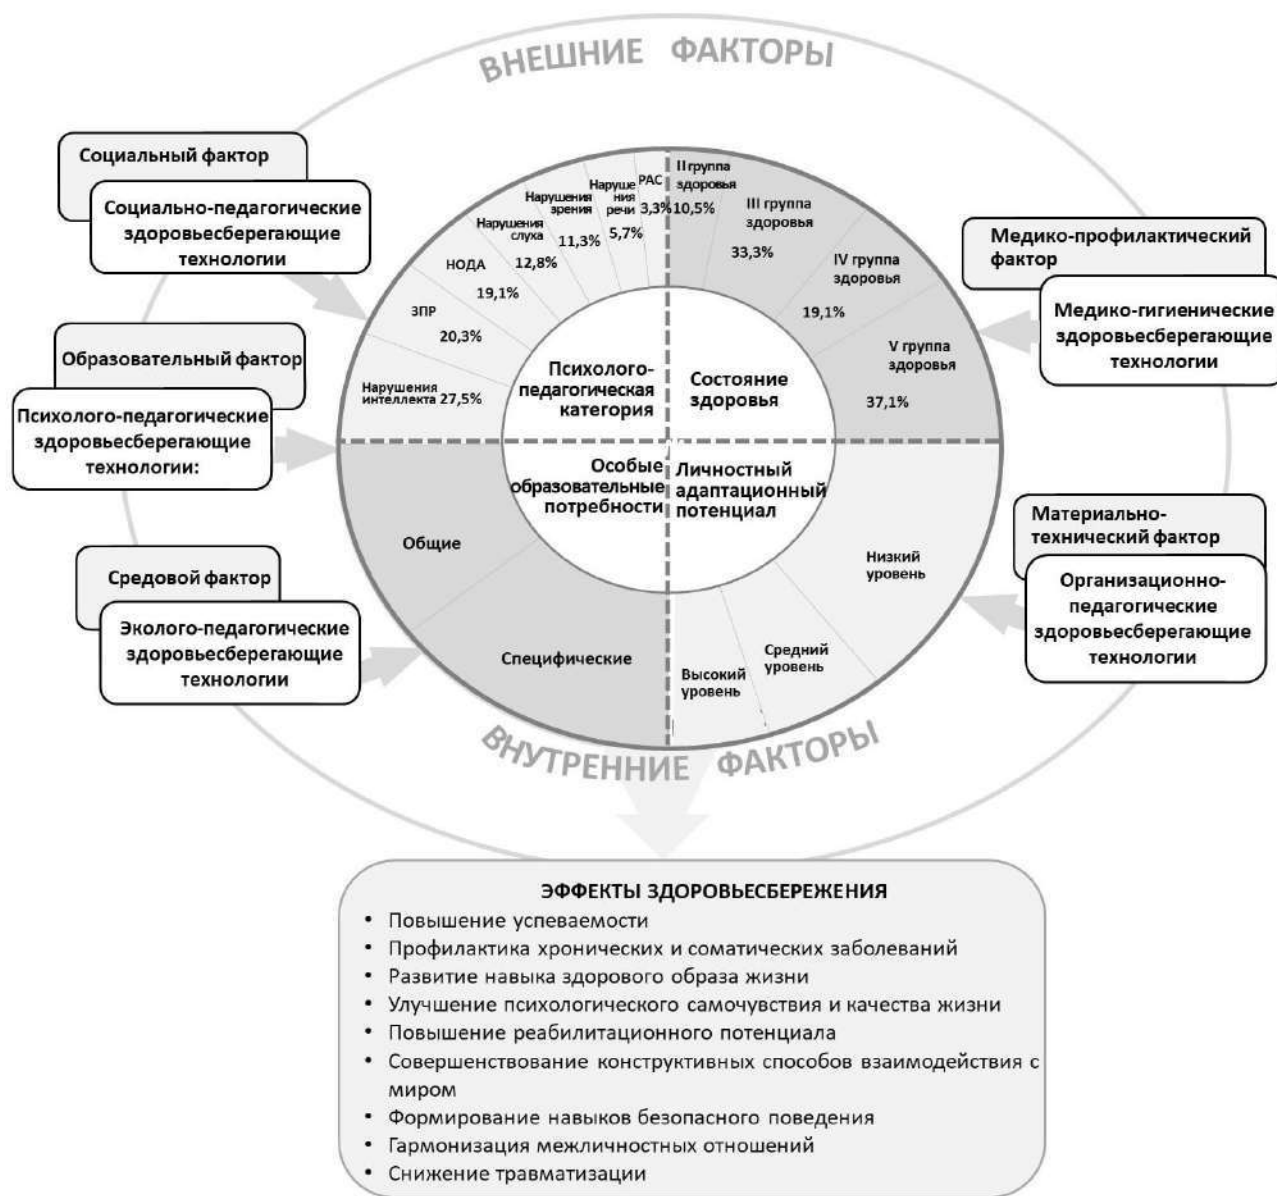 ВНЕШНИЕ ФАКТОРЫ
Социальный фактор
Социально-педагогические
здоровьесберегающие
технологии
Образовательный фактор
Психолого-педагогические
здоровьесберегающие
технологии:
Средовой фактор
Эколого-педагогические
здоровьесберегающие
технологии
Нарушения
интеллекта 27,5%
ЗПР
20,3%
НОДА
19,1%
Нарушения
слуха
12,8%
Нарушения
зрения
11,3%
Наруше
ния
речи
5,7%
РАС
3,3%
II группа
здоровья
10,5%
III группа
здоровья
33,3%
IV группа
здоровья
19,1%
V группа
здоровья
37,1%
Психолого-
педагогическая
категория
Состояние
здоровья
Особые
образовательные
потребности
Личностный
адаптационный
потенциал
Общие
Специфические
Высокий
уровень
Средний
уровень
Низкий
уровень
Медико-профилактический
фактор
Медико-гигиенические
здоровьесберегающие
технологии
Материально-
технический фактор
Организационно-
педагогические
здоровьесберегающие
технологии
ВНУТРЕННИЕ ФАКТОРЫ
ЭФФЕКТЫ ЗДОРОВЬЕСБЕРЕЖЕНИЯ
• Повышение успеваемости
• Профилактика хронических и соматических заболеваний
• Развитие навыка здорового образа жизни
• Улучшение психологического самочувствия и качества жизни
• Повышение реабилитационного потенциала
• Совершенствование конструктивных способов взаимодействия с
миром
• Формирование навыков безопасного поведения
• Гармонизация межличностных отношений
• Снижение травматизации